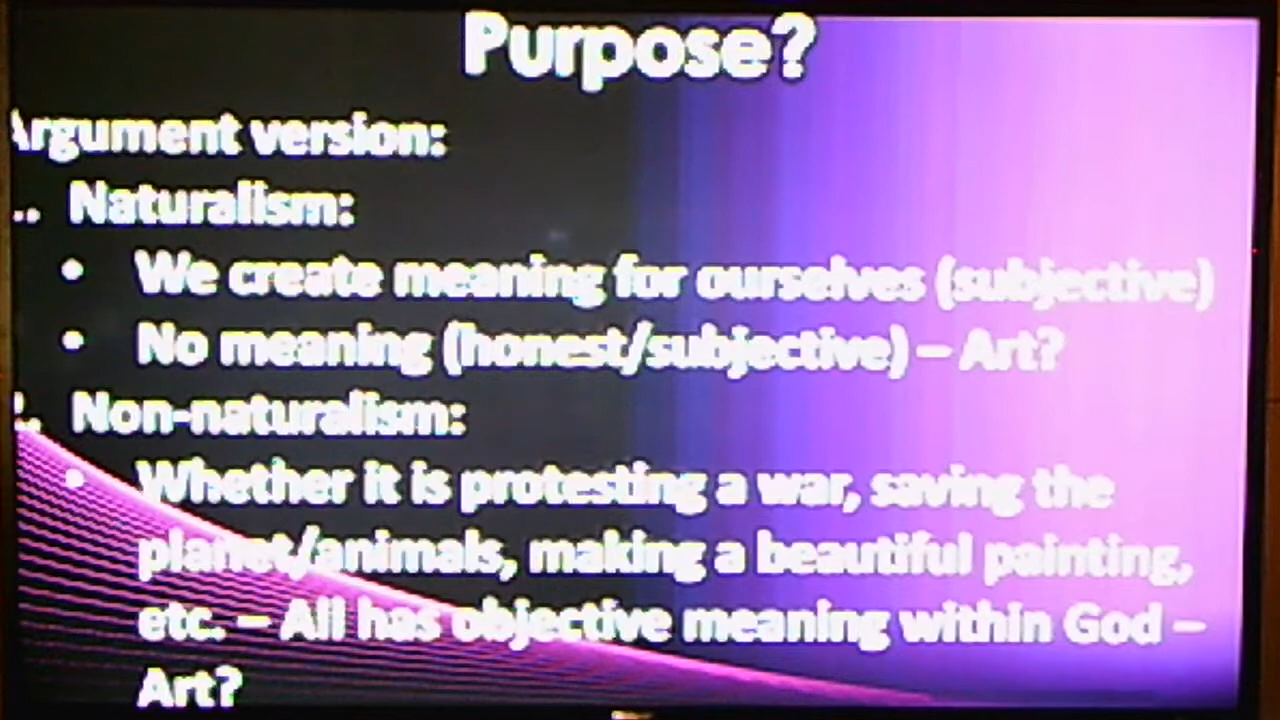 Purpose?
Argument version:
Naturalism:
• We create meaning for ourselves (subjective)
• No meaning (honest/subjective) – Art?
Non-naturalism:
• Whether it is protesting a war, saving the
planet/animals, making a beautiful painting,
etc. – All has objective meaning within God –
Art?